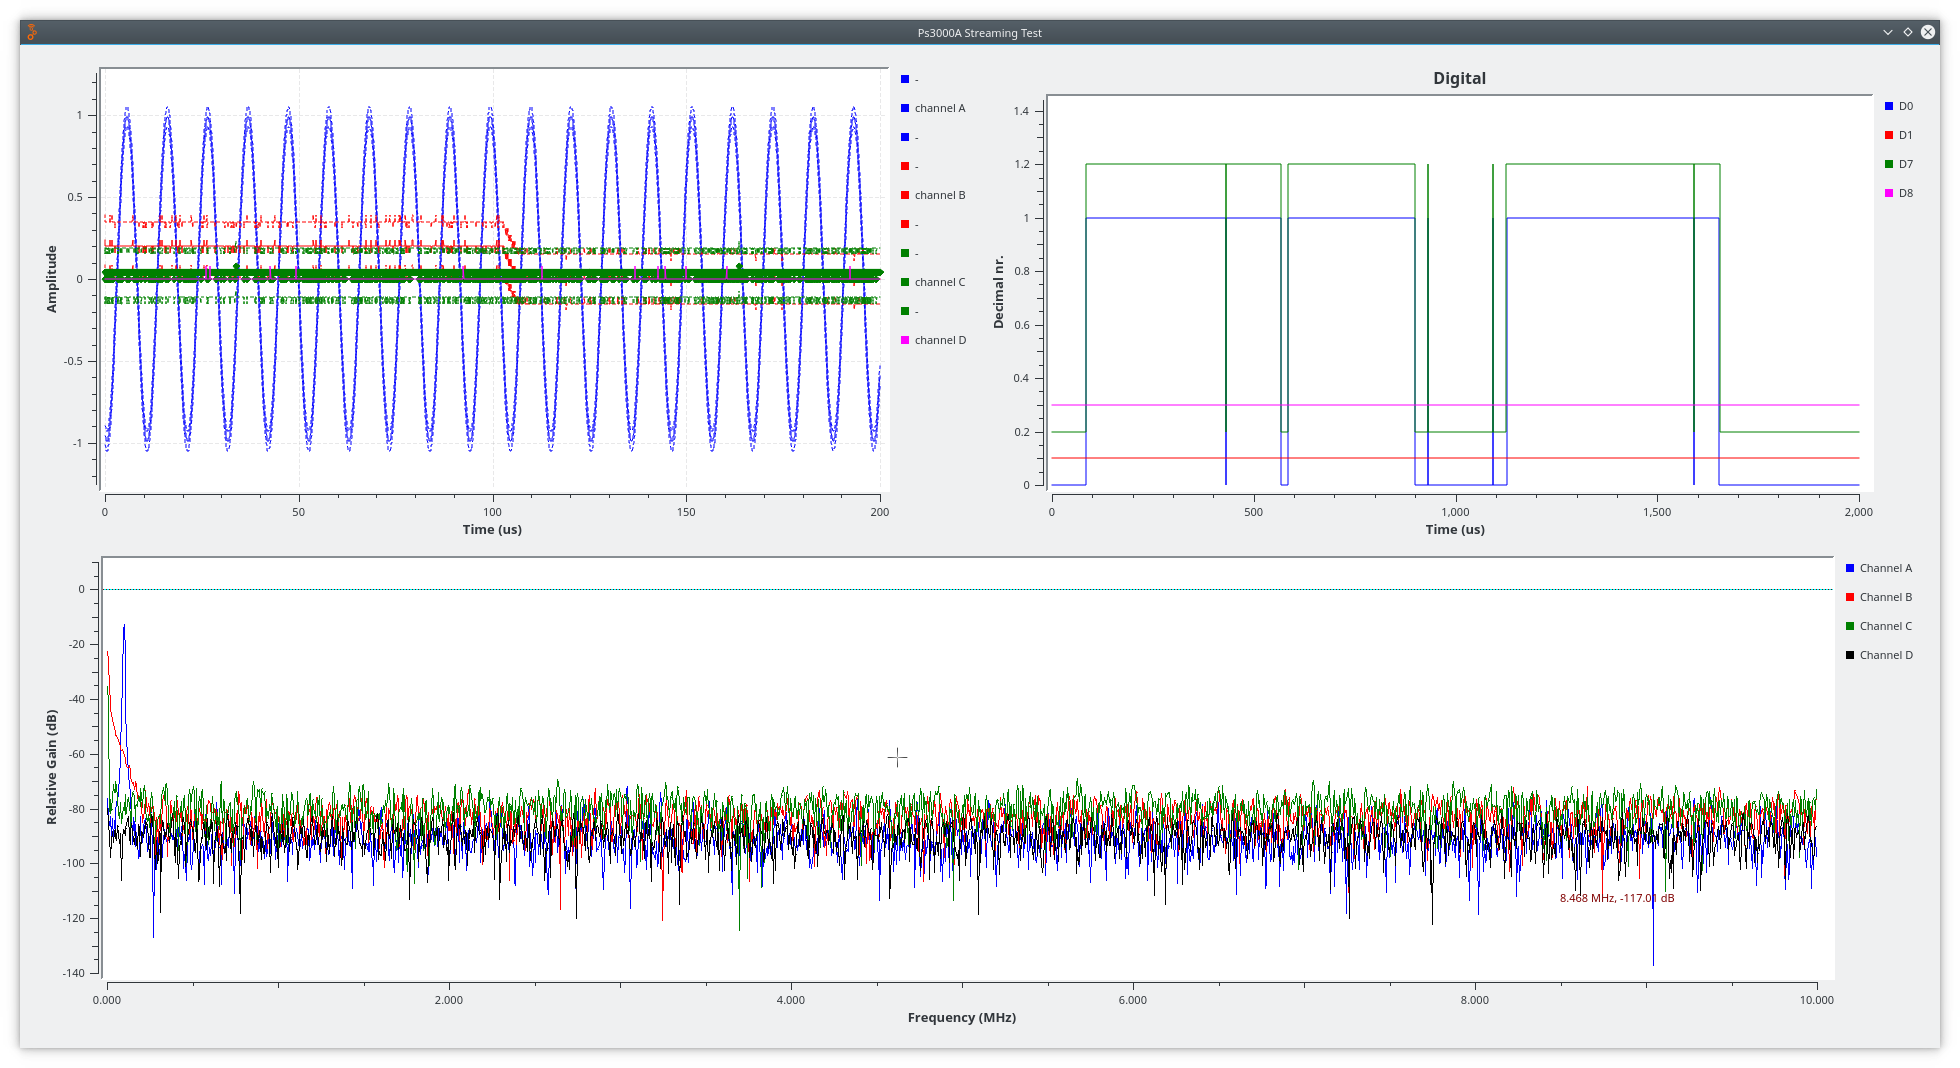 Ps3000A Streaming Test
1
0.5
0
-0.5
-1
Amplitude
0
50
100
150
200
Time (us)
-
channel A
-
-
channel B
-
-
channel C
-
channel D
Digital
1.4
1.2
1
0.8
0.6
0.4
0.2
0
Decimal nr.
0
500
1,000
1,500
2,000
Time (us)
D0
D1
D7
D8
0
-20
-40
-60
-80
-100
-120
-140
Relative Gain (dB)
8.468 MHz, -117.01 dB
0.000
2.000
4.000
6.000
8.000
10.000
Frequency (MHz)
Channel A
Channel B
Channel C
Channel D